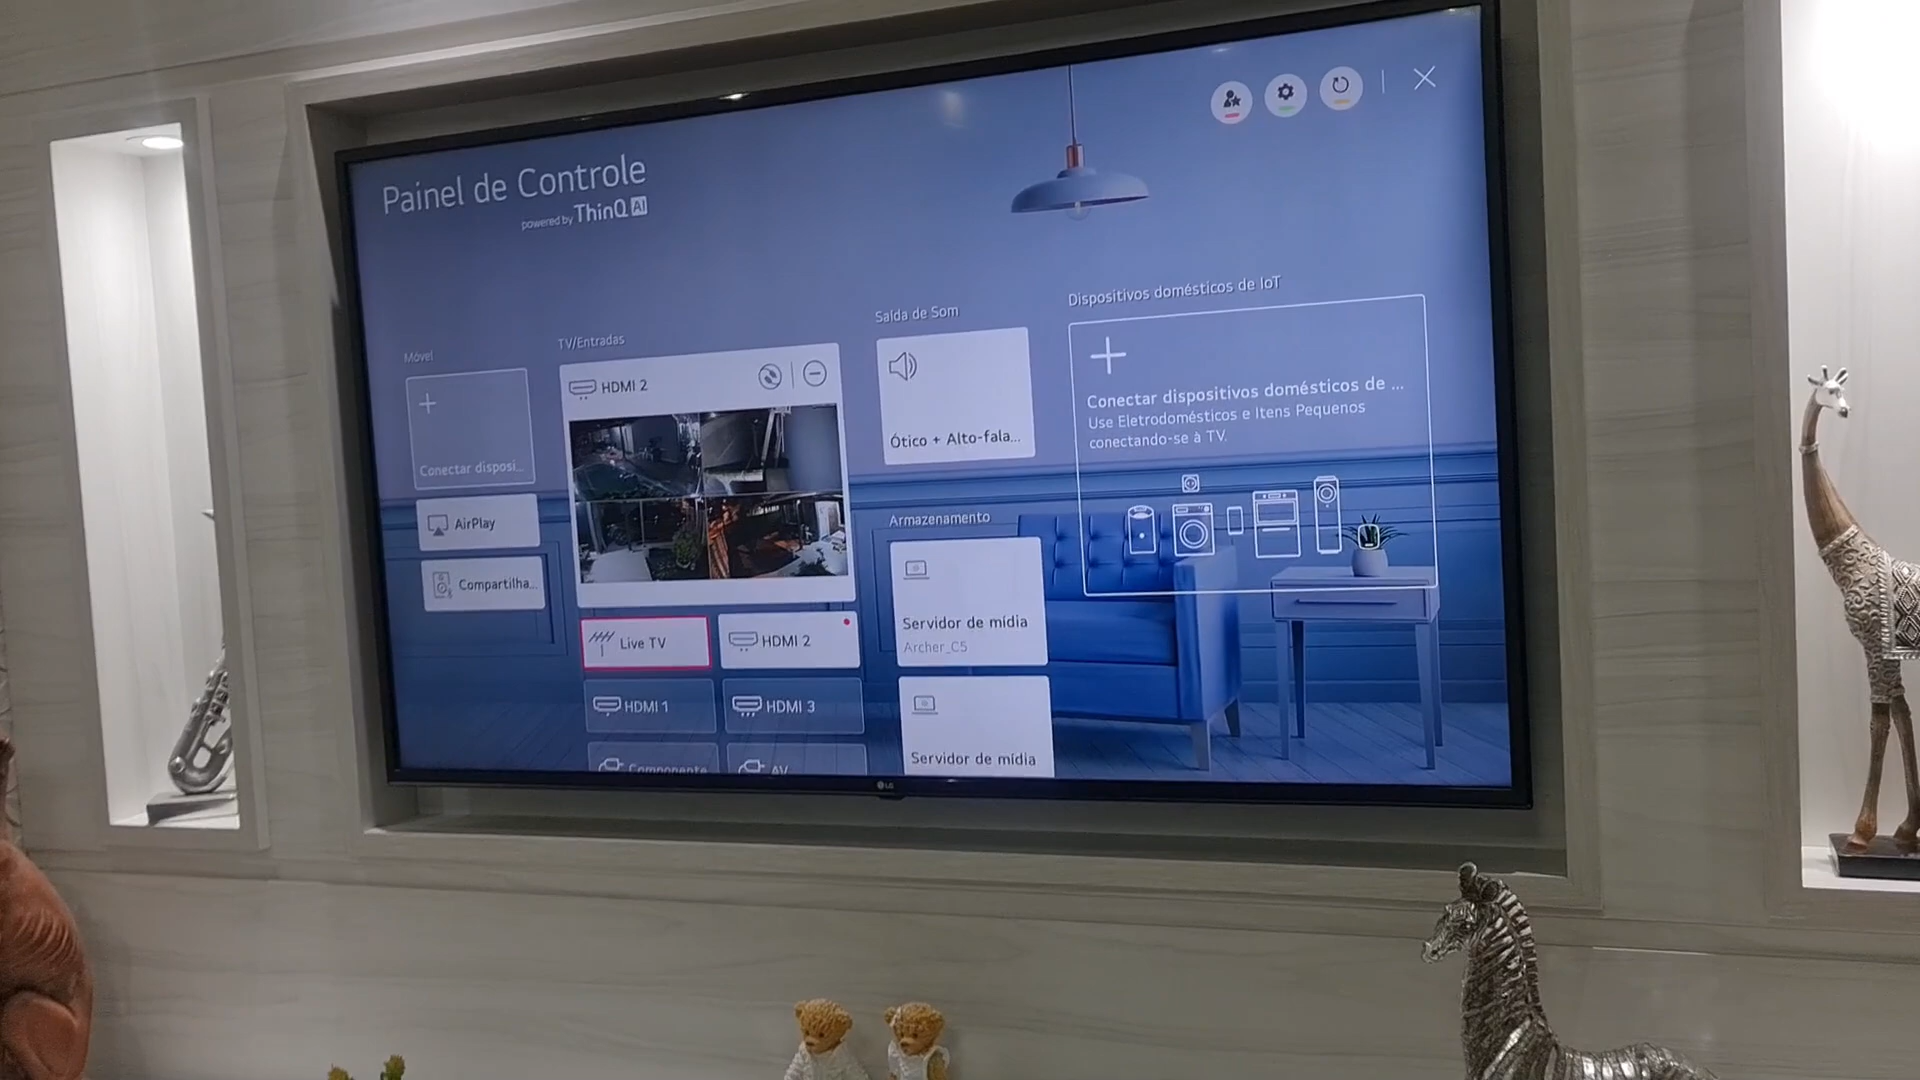 Painel de Controle
powered by ThinQ AI
Móvel
Conectar disposi...
AirPlay
Compartilha...
TV/Entradas
HDMI 2
Live TV
HDMI 2
HDMI 1
HDMI 3
Componente
AV
Saída de Som
Ótico + Alto-fala...
Armazenamento
Servidor de mídia
Archer_C5
Servidor de mídia
Dispositivos domésticos de IoT
Conectar dispositivos domésticos de ...
Use Eletrodomésticos e Itens Pequenos
conectando-se à TV.
LG